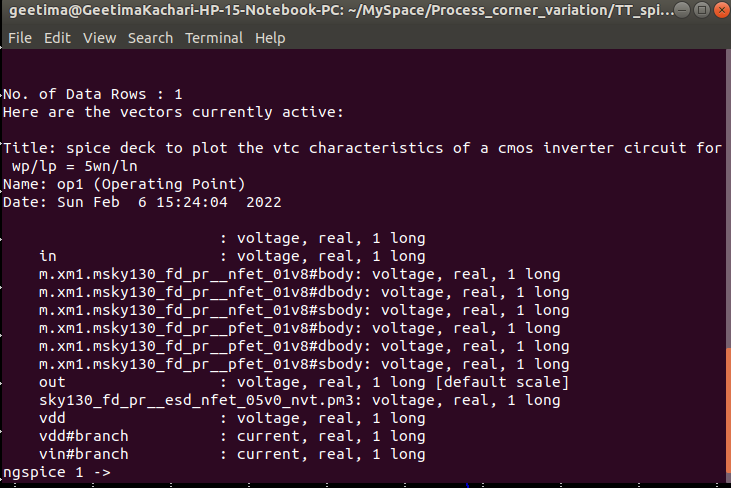 geetima@GeetimaKachari-HP-15-Notebook-PC: ~/MySpace/Process_corner_variation/TT_spi...
File Edit View Search Terminal Help
No. of Data Rows : 1
Here are the vectors currently active:
Title: spice deck to plot the vtc characteristics of a cmos inverter circuit for
wp/lp = 5wn/ln
Name: op1 (Operating Point)
Date: Sun Feb  6 15:24:04  2022
: voltage, real, 1 long
in : voltage, real, 1 long
m.xm1.msky130_fd_pr__nfet_01v8#body: voltage, real, 1 long
m.xm1.msky130_fd_pr__nfet_01v8#dbody: voltage, real, 1 long
m.xm1.msky130_fd_pr__nfet_01v8#sbody: voltage, real, 1 long
m.xm1.msky130_fd_pr__pfet_01v8#body: voltage, real, 1 long
m.xm1.msky130_fd_pr__pfet_01v8#dbody: voltage, real, 1 long
m.xm1.msky130_fd_pr__pfet_01v8#sbody: voltage, real, 1 long
out : voltage, real, 1 long [default scale]
sky130_fd_pr__esd_nfet_05v0_nvt.pm3: voltage, real, 1 long
vdd : voltage, real, 1 long
vdd#branch : current, real, 1 long
vin#branch : current, real, 1 long
ngspice 1 ->